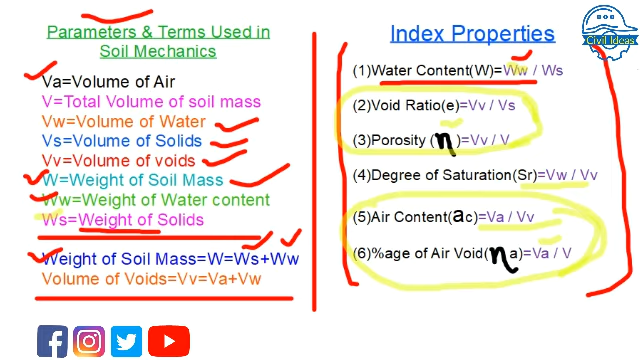 Parameters & Terms Used in
Soil Mechanics
Va=Volume of Air
V=Total Volume of soil mass
Vw=Volume of Water
Vs=Volume of Solids
Vv=Volume of voids
W=Weight of Soil Mass
Ww=Weight of Water content
Ws=Weight of Solids
Weight of Soil Mass=W=Ws+Ww
Volume of Voids=Vv=Va+Vw
Index Properties
(1)Water Content(W)=Ww / Ws
(2)Void Ratio(e)=Vv / Vs
(3)Porosity (η)=Vv / V
(4)Degree of Saturation(Sr)=Vw / Vv
(5)Air Content(ac)=Va / Vv
(6)%age of Air Void(ηa)=Va / V
Civil Ideas